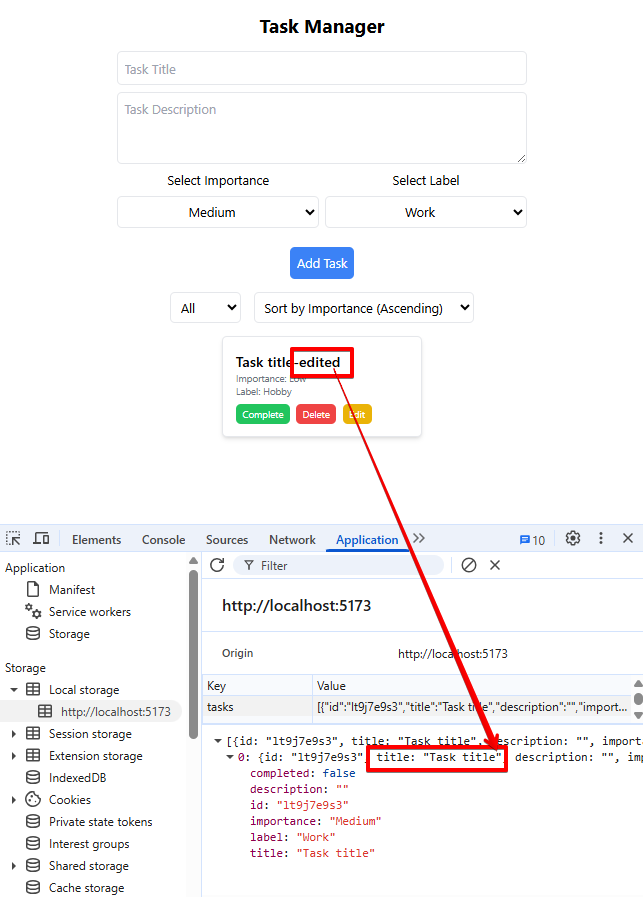 Task Manager
Task Title
Task Description
Select Importance Select Label
Medium Work
Add Task
All Sort by Importance (Ascending)
Task title-edited
Importance: Low
Label: Hobby
Complete Delete Edit
Elements Console Sources Network Application 10
Application Filter
Manifest
Service workers
Storage
http://localhost:5173
Origin http://localhost:5173
Storage
Key Value
Local storage
tasks [{"id":"lt9j7e9s3","title":"Task title","description":"","import...
http://localhost:5173
Session storage
Extension storage
IndexedDB
Cookies
Private state tokens
Interest groups
Shared storage
Cache storage
[{id: "lt9j7e9s3", title: "Task title", description: "", importa
0: {id: "lt9j7e9s3", title: "Task title", description: "", im
completed: false
description: ""
id: "lt9j7e9s3"
importance: "Medium"
label: "Work"
title: "Task title"